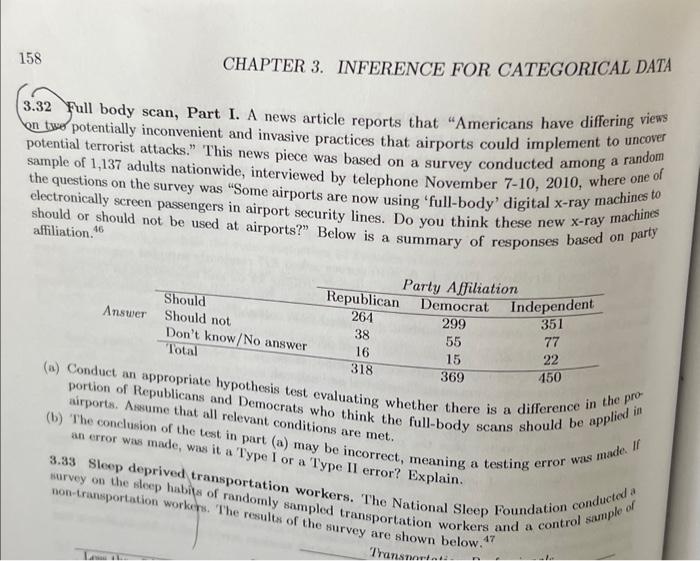 158
CHAPTER 3. INFERENCE FOR CATEGORICAL DATA
3.32 Full body scan, Part I. A news article reports that “Americans have differing views
on two potentially inconvenient and invasive practices that airports could implement to uncover
potential terrorist attacks.” This news piece was based on a survey conducted among a random
sample of 1,137 adults nationwide, interviewed by telephone November 7-10, 2010, where one of
the questions on the survey was “Some airports are now using ‘full-body’ digital x-ray machines to
electronically screen passengers in airport security lines. Do you think these new x-ray machines
should or should not be used at airports?” Below is a summary of responses based on party
affiliation.46
Party Affiliation
Republican Democrat Independent
Answer Should 264 299 351
Should not 38 55 77
Don't know/No answer 16 15 22
Total 318 369 450
(a) Conduct an appropriate hypothesis test evaluating whether there is a difference in the pro-
portion of Republicans and Democrats who think the full-body scans should be applied in
airports. Assume that all relevant conditions are met.
(b) The conclusion of the test in part (a) may be incorrect, meaning a testing error was made. If
an error was made, was it a Type I or a Type II error? Explain.
3.33 Sleep deprived transportation workers. The National Sleep Foundation conducted a
survey on the sleep habits of randomly sampled transportation workers and a control sample of
non-transportation workers. The results of the survey are shown below.47